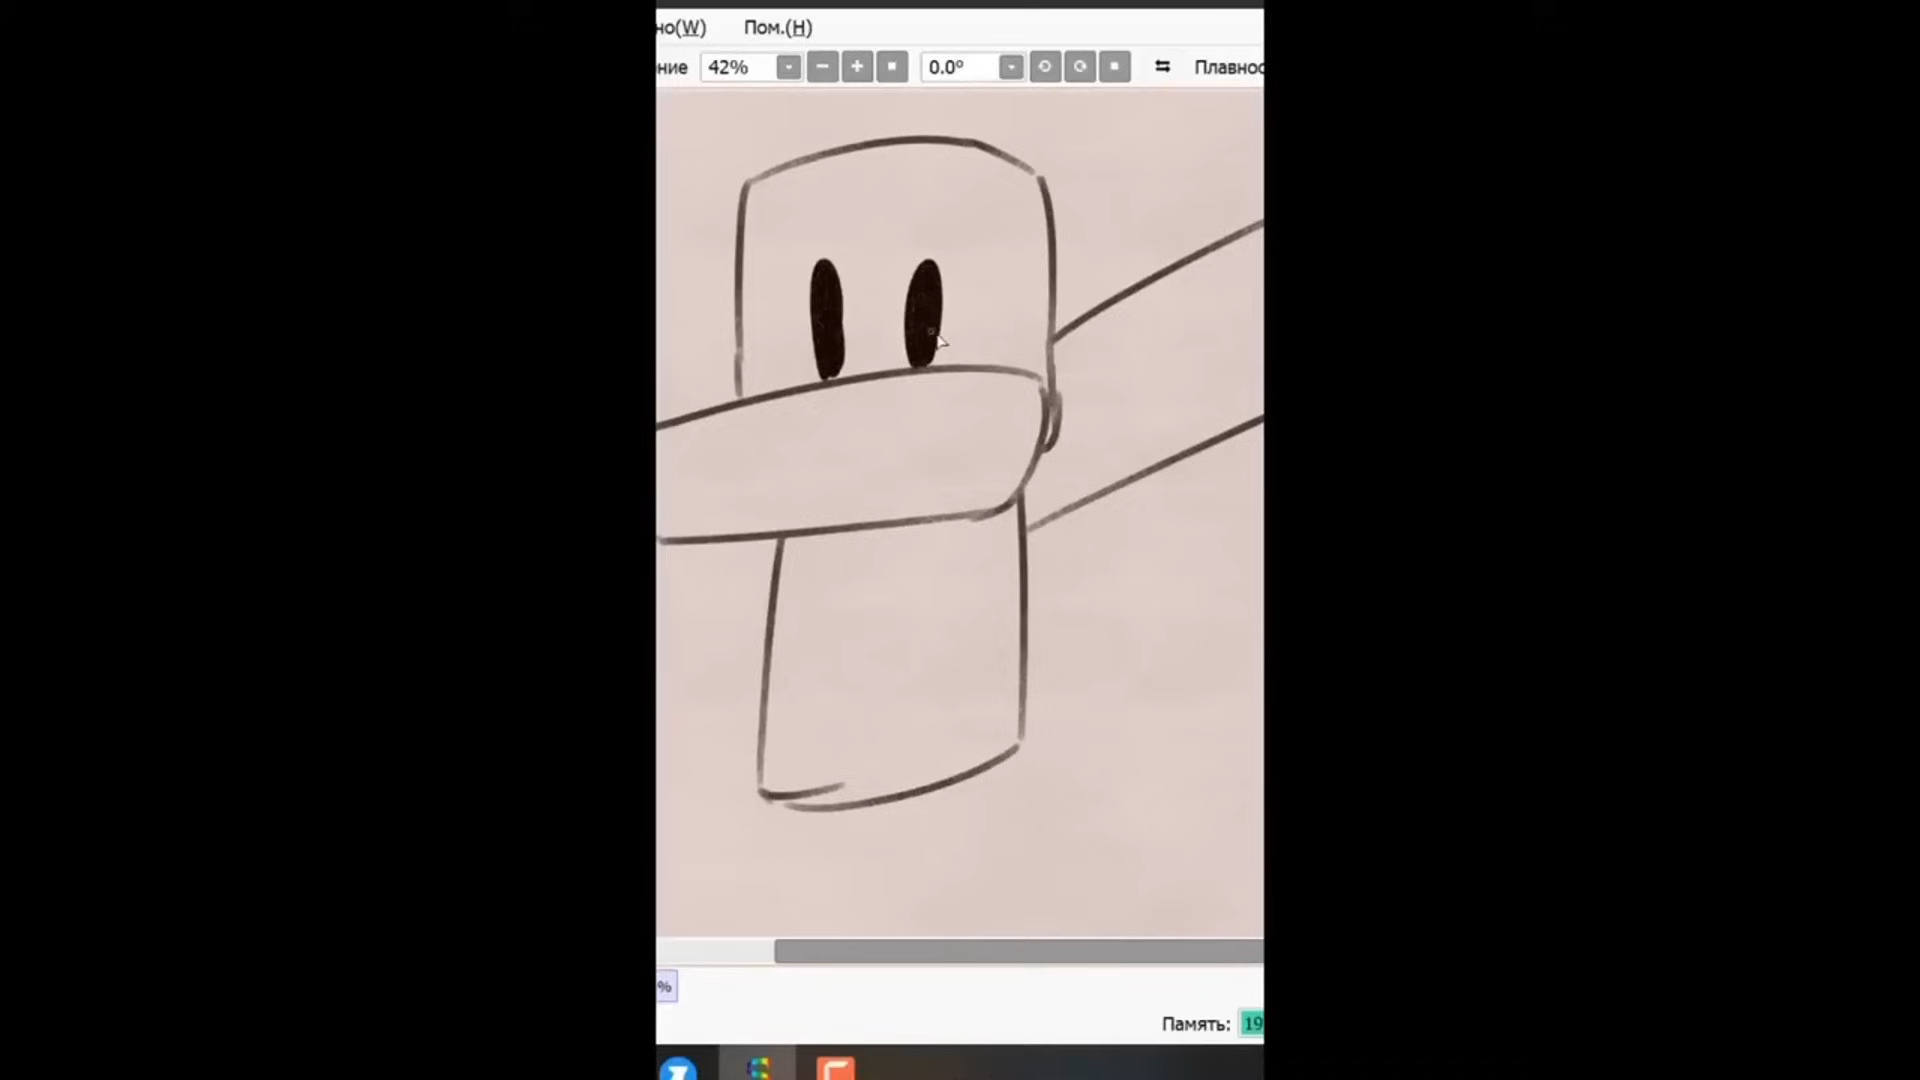 но(W) Пом.(H)
ние 42% 0.0° Плавнос
%
Память: 19